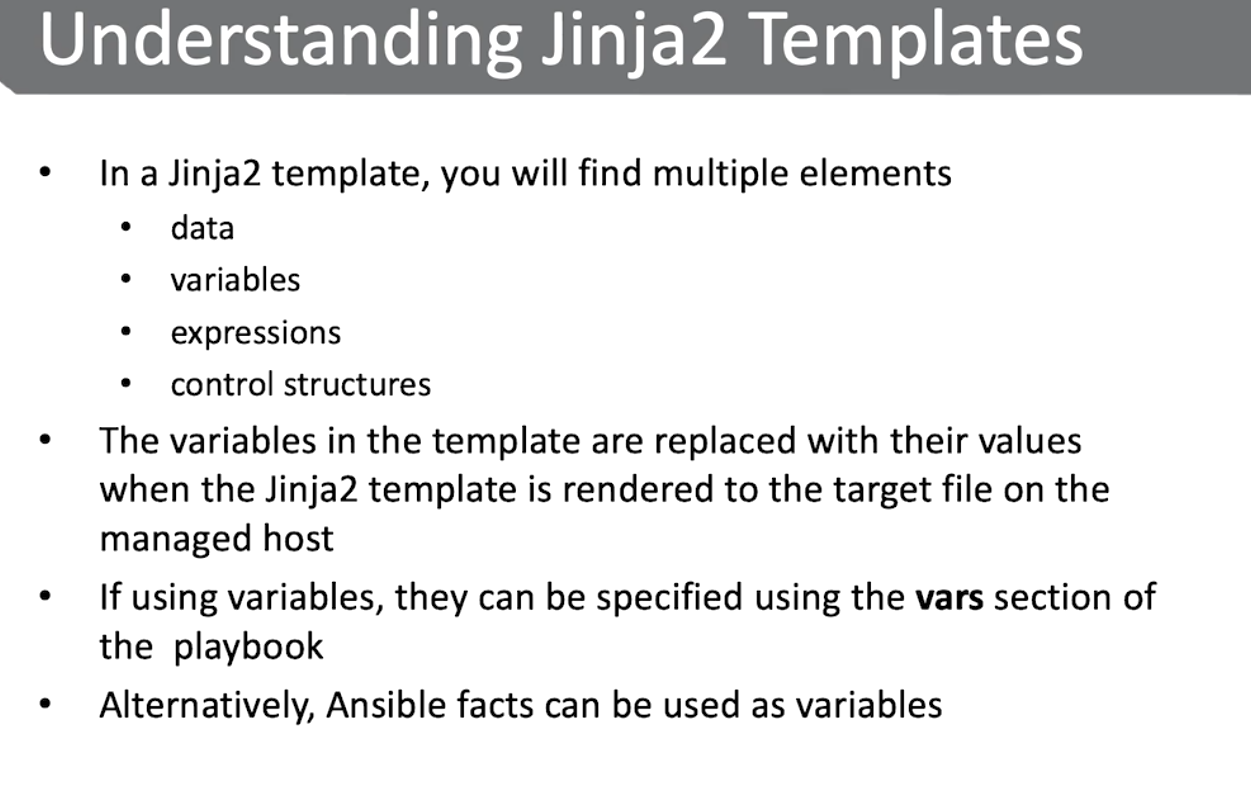 Understanding Jinja2 Templates
• In a Jinja2 template, you will find multiple elements
• data
• variables
• expressions
• control structures
• The variables in the template are replaced with their values
when the Jinja2 template is rendered to the target file on the
managed host
• If using variables, they can be specified using the vars section of
the playbook
• Alternatively, Ansible facts can be used as variables